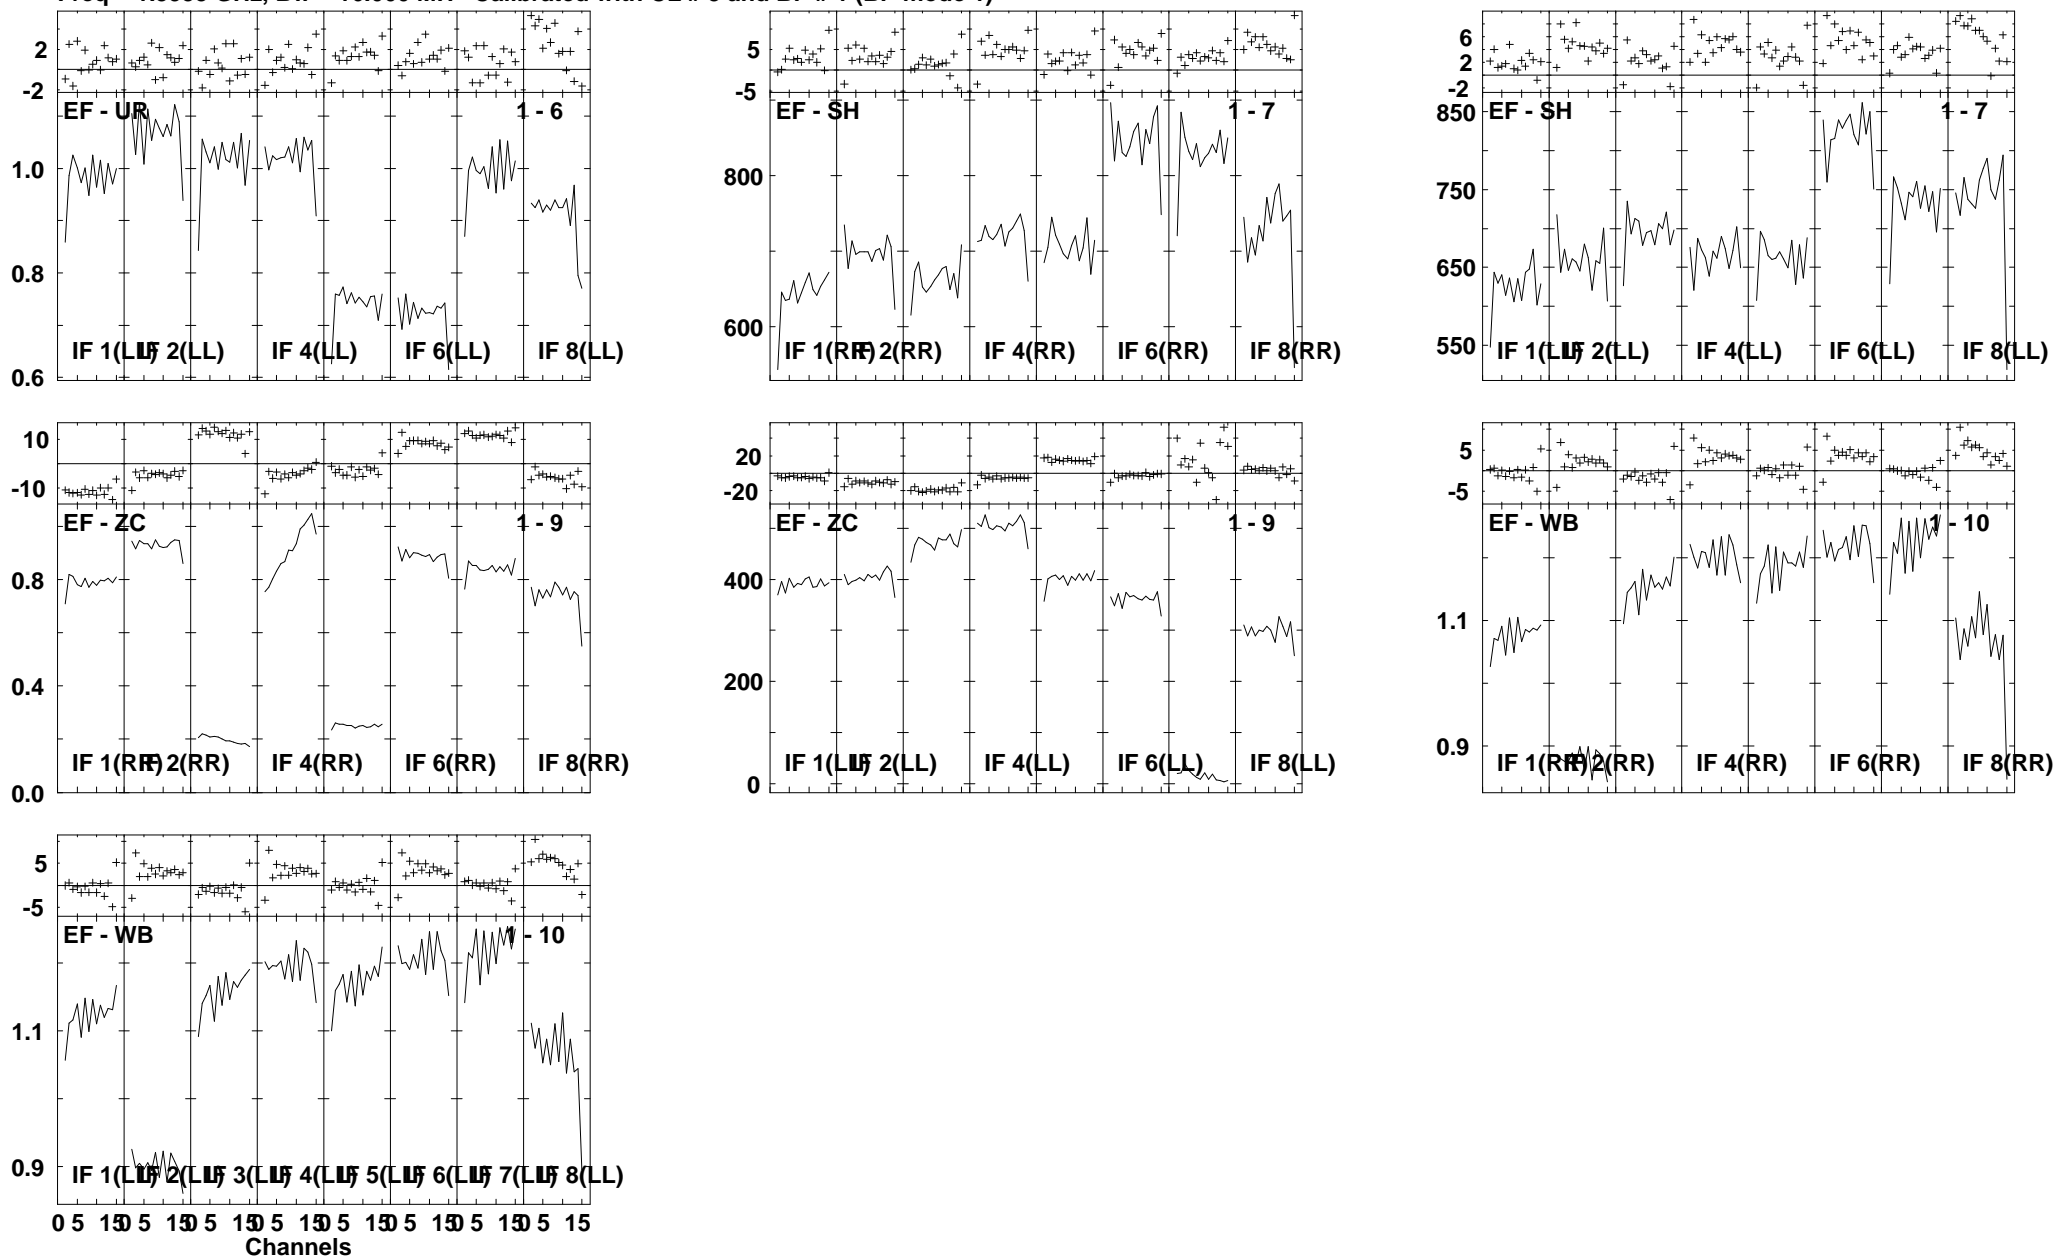 2
-2
EF - UR
1 - 6
1.0
0.8
0.6
IF 1(LL)
IF 2(LL)
IF 4(LL)
IF 6(LL)
IF 8(LL)
5
-5
EF - SH
1 - 7
800
600
IF 1(RR)
IF 2(RR)
IF 4(RR)
IF 6(RR)
IF 8(RR)
6
2
-2
EF - SH
1 - 7
850
750
650
550
IF 1(LL)
IF 2(LL)
IF 4(LL)
IF 6(LL)
IF 8(LL)
10
-10
EF - ZC
1 - 9
0.8
0.4
0.0
IF 1(RR)
IF 2(RR)
IF 4(RR)
IF 6(RR)
IF 8(RR)
20
-20
EF - ZC
1 - 9
400
200
0
IF 1(LL)
IF 2(LL)
IF 4(LL)
IF 6(LL)
IF 8(LL)
5
-5
EF - WB
1 - 10
1.1
0.9
IF 1(RR)
IF 2(RR)
IF 4(RR)
IF 6(RR)
IF 8(RR)
5
-5
EF - WB
1 - 10
1.1
0.9
IF 1(LL)
IF 2(LL)
IF 3(LL)
IF 4(LL)
IF 5(LL)
IF 6(LL)
IF 7(LL)
IF 8(LL)
0 5 15
0 5 15
0 5 15
0 5 15
0 5 15
0 5 15
0 5 15
0 5 15
Channels